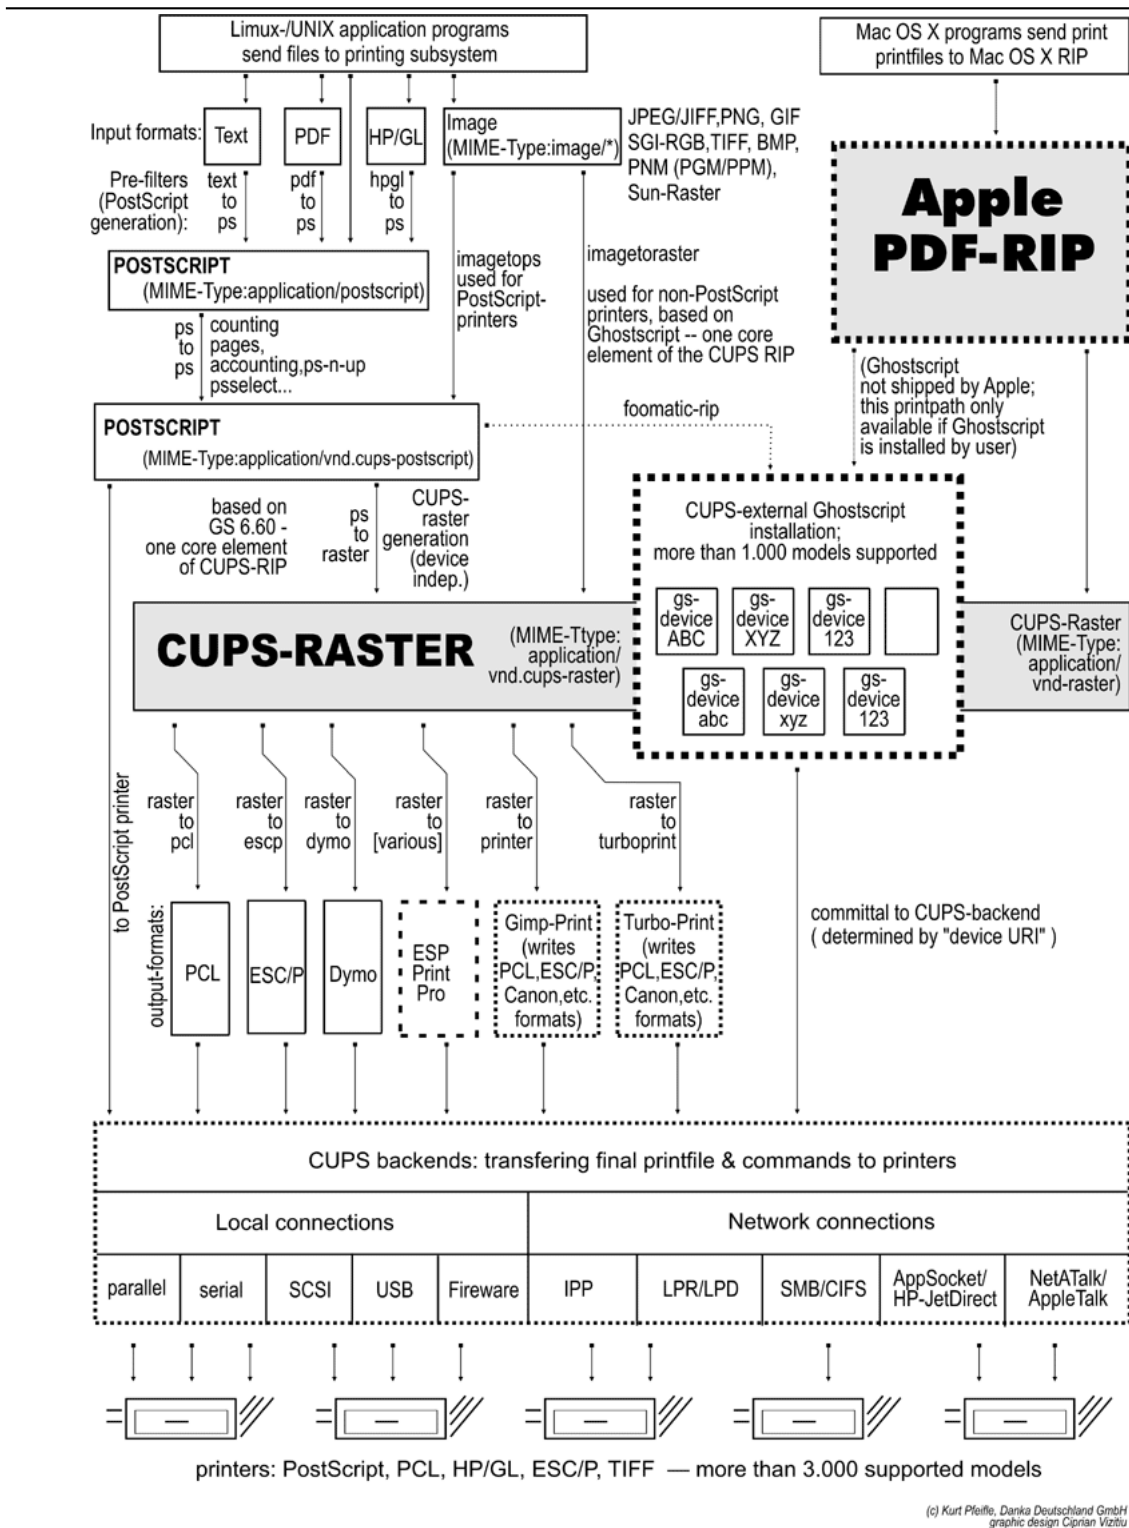 Limux-/UNIX application programs
send files to printing subsystem
Mac OS X programs send print
printfiles to Mac OS X RIP
Input formats:
Text
PDF
HP/GL
Image
(MIME-Type:image/*)
JPEG/JIFF,PNG, GIF
SGI-RGB,TIFF, BMP,
PNM (PGM/PPM),
Sun-Raster
Pre-filters
(PostScript
generation):
text
to
ps
pdf
to
ps
hpgl
to
ps
Apple
PDF-RIP
POSTSCRIPT
(MIME-Type:application/postscript)
imagetops
used for
PostScript-
printers
imagetoraster
used for non-PostScript
printers, based on
Ghostscript -- one core
element of the CUPS RIP
ps
to
ps
counting
pages,
accounting,ps-n-up
psselect...
(Ghostscript
not shipped by Apple;
this printpath only
available if Ghostscript
is installed by user)
foomatic-rip
POSTSCRIPT
(MIME-Type:application/vnd.cups-postscript)
based on
GS 6.60 -
one core element
of CUPS-RIP
ps
to
raster
CUPS-
raster
generation
(device
indep.)
CUPS-external Ghostscript
installation;
more than 1.000 models supported
gs-
device
ABC
gs-
device
XYZ
gs-
device
123
gs-
device
abc
gs-
device
xyz
gs-
device
123
CUPS-RASTER
(MIME-Ttype:
application/
vnd.cups-raster)
CUPS-Raster
(MIME-Type:
application/
vnd-raster)
to PostScript printer
raster
to
pcl
raster
to
escp
raster
to
dymo
raster
to
[various]
raster
to
printer
raster
to
turboprint
output-formats:
PCL
ESC/P
Dymo
ESP
Print
Pro
Gimp-Print
(writes
PCL,ESC/P,
Canon,etc.
formats)
Turbo-Print
(writes
PCL,ESC/P,
Canon,etc.
formats)
committal to CUPS-backend
( determined by "device URI" )
CUPS backends: transfering final printfile & commands to printers
Local connections
Network connections
parallel
serial
SCSI
USB
Fireware
IPP
LPR/LPD
SMB/CIFS
AppSocket/
HP-JetDirect
NetATalk/
AppleTalk
printers: PostScript, PCL, HP/GL, ESC/P, TIFF — more than 3.000 supported models
(c) Kurt Pfeifle, Danka Deutschland GmbH
graphic design Ciprian Vizitiu